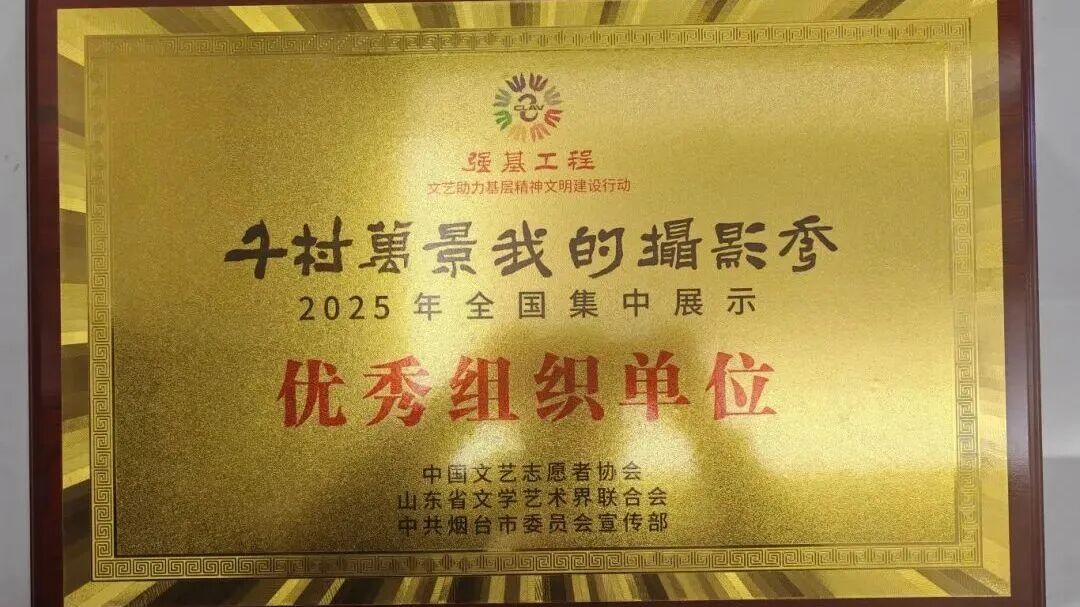 CLAV
强基工程
文艺助力基层精神文明建设行动
千村萬景我的攝影秀
2025年全国集中展示
优秀组织单位
中国文艺志愿者协会
山东省文学艺术界联合会
中共烟台市委员会宣传部